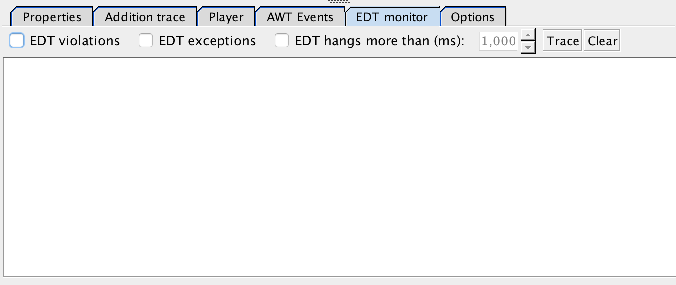 Properties Addition trace Player AWT Events EDT monitor Options
EDT violations EDT exceptions EDT hangs more than (ms): 1,000 Trace Clear